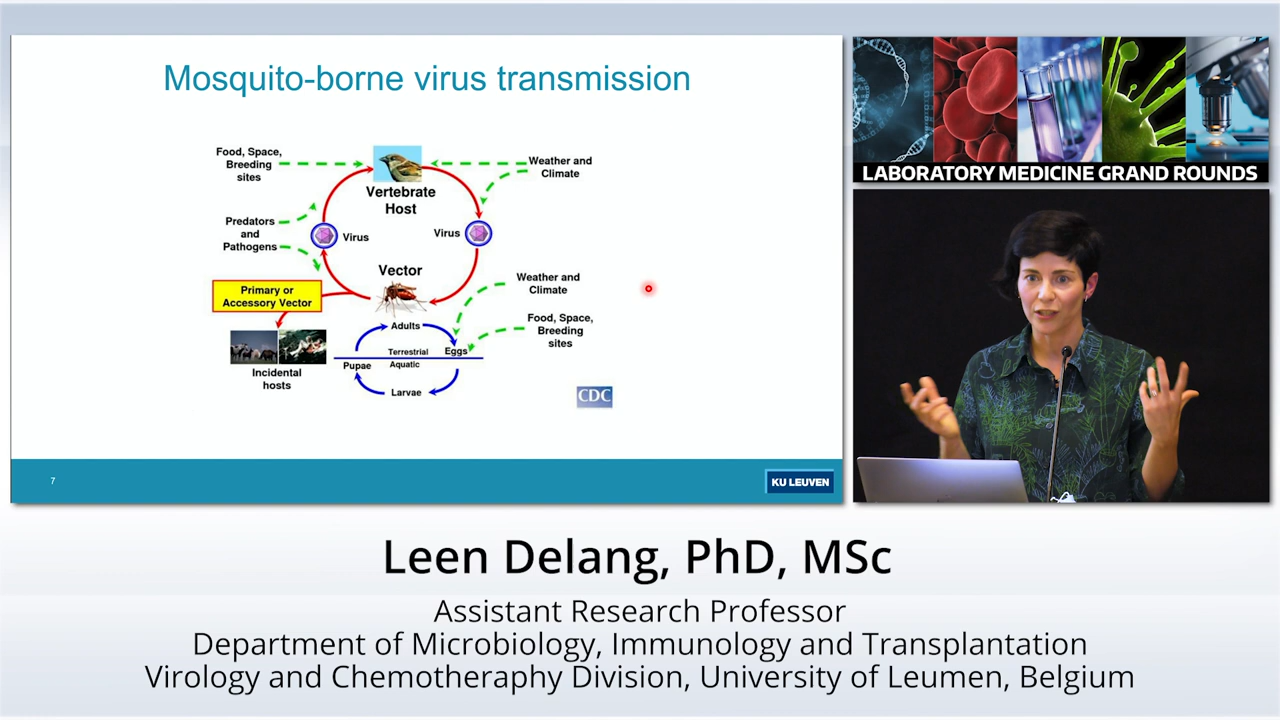 Mosquito-borne virus transmission
Food, Space,
Breeding
sites
Weather and
Climate
Vertebrate
Host
Predators
and
Pathogens
Virus
Virus
Vector
Primary or
Accessory Vector
Weather and
Climate
Food, Space,
Breeding
sites
Adults
Terrestrial
Eggs
Aquatic
Pupae
Larvae
Incidental
hosts
CDC
7
KU LEUVEN
LABORATORY MEDICINE GRAND ROUNDS
Leen Delang, PhD, MSc
Assistant Research Professor
Department of Microbiology, Immunology and Transplantation
Virology and Chemotheraphy Division, University of Leumen, Belgium